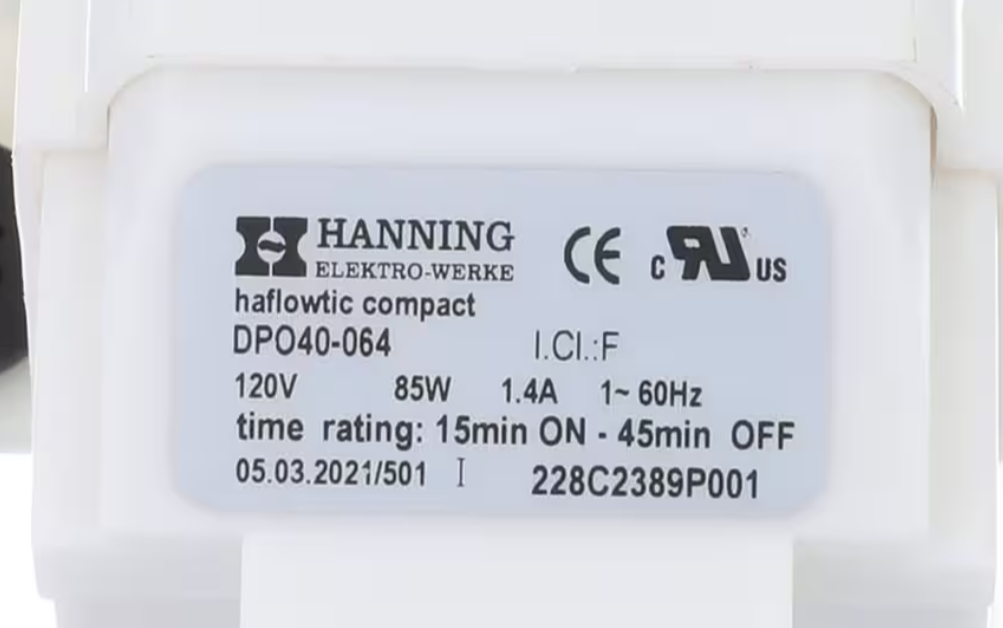 HANNING
ELEKTRO-WERKE
CE c RU US
haflowtic compact
DPO40-064 I.Cl.:F
120V 85W 1.4A 1~ 60Hz
time rating: 15min ON - 45min OFF
05.03.2021/501 I 228C2389P001